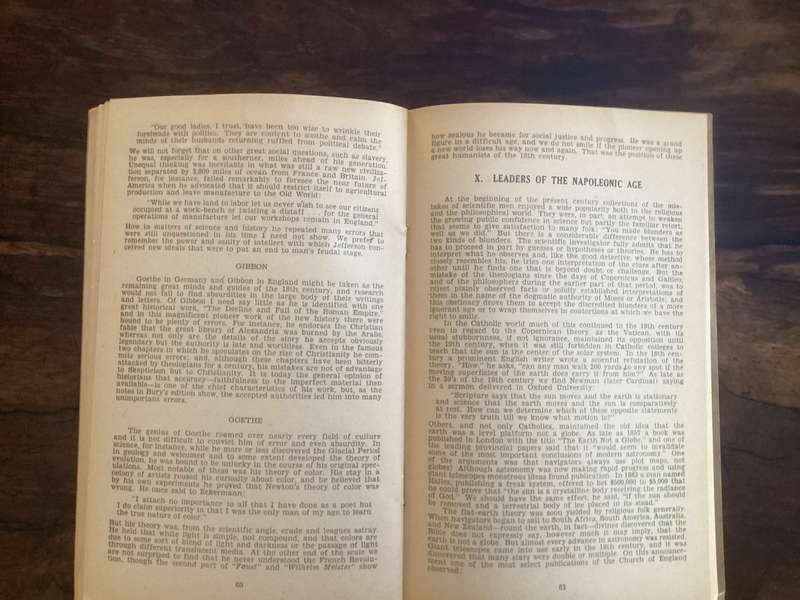 "Our good ladies, I trust, have been too wise to wrinkle their
foreheads with politics. They are content to soothe and calm the
minds of their husbands returning ruffled from political debate."
We will not forget that on other great social questions, such as slavery,
he was, especially for a southerner, miles ahead of his generation.
Unequal thinking was inevitable in what was still a raw new civiliza-
tion separated by 3,000 miles of ocean from France and Britain. Jef-
ferson, for instance, failed remarkably to foresee the near future of
America when he advocated that it should restrict itself to agricultural
production and leave manufacture to the Old World:
"While we have land to labor let us never wish to see our citizens
occupied at a work-bench or twisting a distaff . . . for the general
operations of manufacture let our workshops remain in England."
How in matters of science and history he repeated many errors that
were still unquestioned in his time I need not show. We prefer to
remember the power and sanity of intellect with which Jefferson con-
ceived new ideals that were to put an end to man's feudal stage.
GIBBON
Goethe in Germany and Gibbon in England might be taken as the
remaining great minds and guides of the 18th century, and research
would not fail to find absurdities in the large body of their writings
and letters. Of Gibbon I need say little as he is identified with one
great historical work, "The Decline and Fall of the Roman Empire,"
and in this magnificent pioneer work of the new history there were
bound to be plenty of errors. For instance, he endorses the Christian
fable that the great library of Alexandria was burned by the Arabs,
whereas not only are the details of the story he accepts obviously
legendary but the authority is late and worthless. Even in the famous
two chapters in which he speculates on the rise of Christianity he com-
mits serious errors; and, although these chapters have been bitterly
attacked by theologians for a century, his mistakes are not of advantage
to Skepticism but to Christianity. It is today the general opinion of
historians that accuracy—faithfulness to the imperfect material then
available—is one of the chief characteristics of his work, but, as the
notes in Bury's edition show, the accepted authorities led him into many
unimportant errors.
GOETHE
The genius of Goethe roamed over nearly every field of culture
and it is not difficult to convict him of error and even absurdity. In
science, for instance, while he more or less discovered the Glacial Period
in geology and welcomed and to some extent developed the theory of
evolution, he was bound to be unlucky in the course of his original spec-
ulations. Most notable of these was his theory of color. His stay in a
colony of artists roused his curiosity about color, and he believed that
by his own experiments he proved that Newton's theory of color was
wrong. He once said to Eckermann:
"I attach no importance to all that I have done as a poet but
I do claim superiority in that I was the only man of my age to learn
the true nature of color."
But his theory was, from the scientific angle, crude and leagues astray.
He held that white light is simple, not compound, and that colors are
due to some sort of blend of light and darkness or the passage of light
through different translucent media. At the other end of the scale we
are not surprised to find that he never understood the French Revolu-
tion, though the second part of "Faust" and "Wilhelm Meister" show
60
how zealous he became for social justice and progress. He was a grand
figure in a difficult age, and we do not smile if the pioneer opening up
a new world loses his way now and again. That was the position of these
great humanists of the 18th century.
X. LEADERS OF THE NAPOLEONIC AGE
At the beginning of the present century collections of the mis-
takes of scientific men enjoyed a wide popularity both in the religious
and the philosophical world. They were, in part, an attempt to weaken
the growing public confidence in science but partly the familiar retort,
that seems to give satisfaction to many folk, "You made blunders as
well as we did." But there is a considerable difference between the
two kinds of blunders. The scientific investigator fully admits that he
has to proceed in part by guesses or hypotheses or theories. He has to
interpret what he observes and, like the good detective, whose method
closely resembles his, he tries one interpretation of the clues after an-
other until he finds one that is beyond doubt or challenge. But the
mistake of the theologians since the days of Copernicus and Galileo,
and of the philosophers during the earlier part of that period, was to
reject plainly observed facts or solidly established interpretations of
them in the name of the dogmatic authority of Moses or Aristotle; and
this obstinacy drove them to accept the discredited blunders of a more
ignorant age or to wrap themselves in contortions at which we have the
right to smile.
In the Catholic world much of this continued to the 19th century
even in regard to the Copernican theory, as the Vatican, with its
usual stubbornness, if not ignorance, maintained its opposition until
the 19th century, when it was still forbidden in Catholic colleges to
teach that the sun is the center of the solar system. In the 18th cen-
tury a prominent English writer wrote a scornful refutation of the
theory. "How," he asks, "can any man walk 200 yards to any spot if the
moving superficies of the earth does carry it from him?" As late as
the 30's of the 19th century we find Newman (later Cardinal) saying
in a sermon delivered in Oxford University:
"Scripture says that the sun moves and the earth is stationary
and science that the earth moves and the sun is comparatively
at rest. How can we determine which of these opposite statements
is the very truth till we know what motion is?"
Others, and not only Catholics, maintained the old idea that the
earth was a level platform not a globe. As late as 1857 a book was
published in London with the title "The Earth Not a Globe," and one of
the leading provincial papers said that it "would seem to invalidate
some of the most important conclusions of modern astronomy." One
of the arguments was that navigators always use plot maps, not
globes! Although astronomy was now making rapid progress and using
giant telescopes monstrous ideas found publication. In 1863 a man named
Hailes, publishing a freak system, offered to bet $500,000 to $5,000 that
he could prove that "the Sun is a crystalline body receiving the radiance
of God." We should have the same effect, he said, "if the sun should
be removed and a terrestrial body of ice placed in its stead."
The flat-earth theory was not yielded by religious folk generally.
When navigators began to sail to South Africa, South America, Australia,
and New Zealand—round the earth, in fact—divines discovered that the
Bible does not expressly say, however much it may imply, that the
earth is not a globe. But almost every advance in astronomy was resisted.
Giant telescopes came into use early in the 19th century, and it was
discovered that many stars were double or multiple. On this announce-
ment one of the most select publications of the Church of England
observed:
61